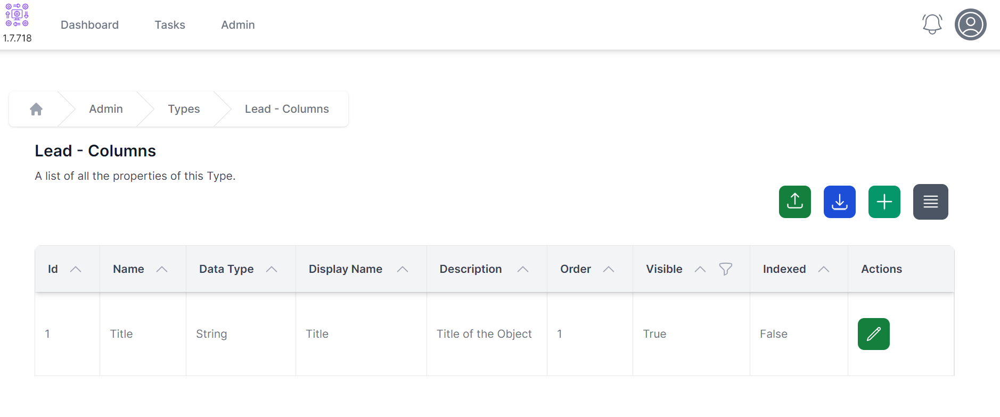 1.7.718
Dashboard Tasks Admin
Admin Types Lead - Columns
Lead - Columns
A list of all the properties of this Type.
Id Name Data Type Display Name Description Order Visible Indexed Actions
1 Title String Title Title of the Object 1 True False